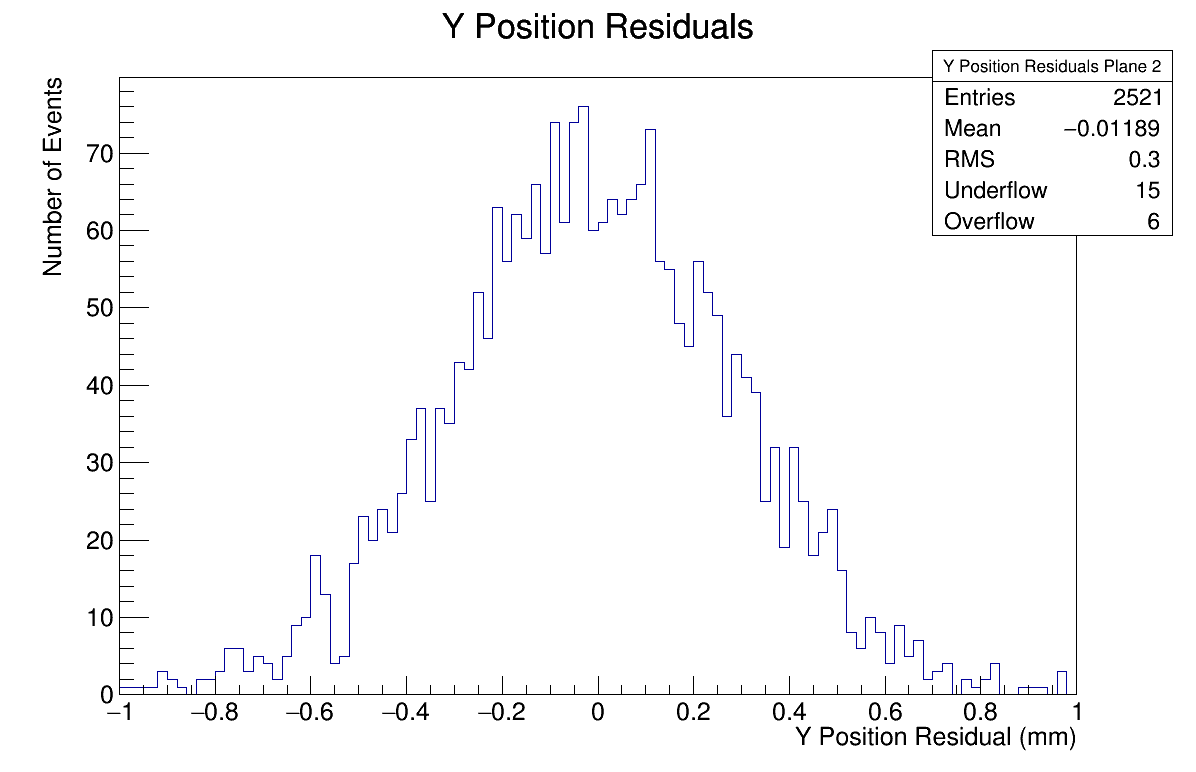 Y Position Residuals
Y Position Residuals Plane 2
Entries 2521
Mean −0.01189
RMS 0.3
Underflow 15
Overflow 6
Number of Events
70
60
50
40
30
20
10
0
−1 −0.8 −0.6 −0.4 −0.2 0 0.2 0.4 0.6 0.8 1
Y Position Residual (mm)